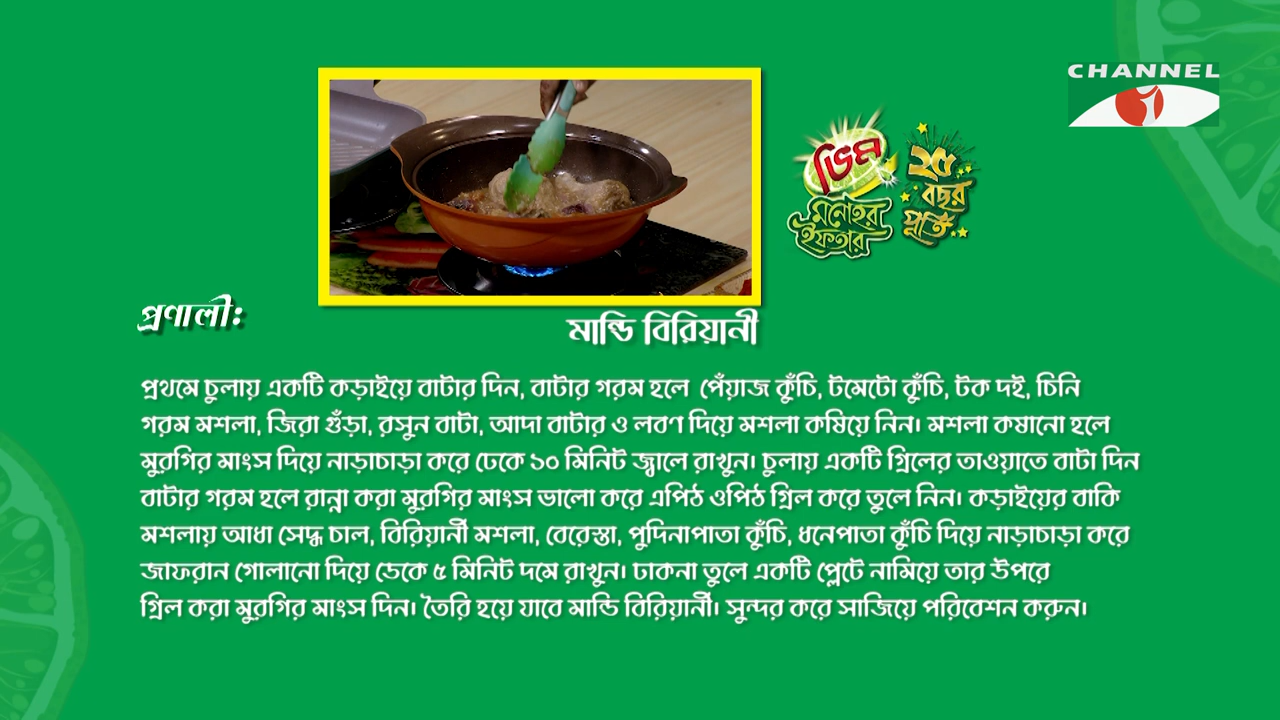 CHANNEL
ভিম
মনোহর
ইফতার
২৫
বছর
পূর্তি
প্রণালী:
মান্ডি বিরিয়ানী
প্রথমে চুলায় একটি কড়াইয়ে বাটার দিন, বাটার গরম হলে পেঁয়াজ কুঁচি, টমেটো কুঁচি, টক দই, চিনি
গরম মশলা, জিরা গুঁড়া, রসুন বাটা, আদা বাটার ও লবণ দিয়ে মশলা কষিয়ে নিন। মশলা কষানো হলে
মুরগির মাংস দিয়ে নাড়াচাড়া করে ঢেকে ১০ মিনিট জ্বালে রাখুন। চুলায় একটি গ্রিলের তাওয়াতে বাটা দিন
বাটার গরম হলে রান্না করা মুরগির মাংস ভালো করে এপিঠ ওপিঠ গ্রিল করে তুলে নিন। কড়াইয়ের বাকি
মশলায় আধা সেদ্ধ চাল, বিরিয়ার্নী মশলা, বেরেস্তা, পুদিনাপাতা কুঁচি, ধনেপাতা কুঁচি দিয়ে নাড়াচাড়া করে
জাফরান গোলানো দিয়ে ডেকে ৫ মিনিট দমে রাখুন। ঢাকনা তুলে একটি প্লেটে নামিয়ে তার উপরে
গ্রিল করা মুরগির মাংস দিন। তৈরি হয়ে যাবে মান্ডি বিরিয়ার্নী। সুন্দর করে সাজিয়ে পরিবেশন করুন।